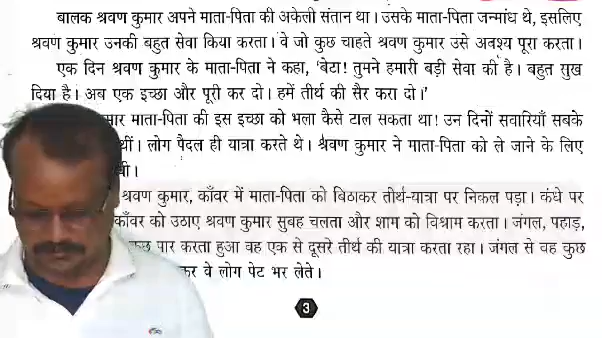 बालक श्रवण कुमार अपने माता-पिता की अकेली संतान था। उसके माता-पिता जन्मांध थे, इसलिए
श्रवण कुमार उनकी बहुत सेवा किया करता। वे जो कुछ चाहते श्रवण कुमार उसे अवश्य पूरा करता।
एक दिन श्रवण कुमार के माता-पिता ने कहा, 'बेटा! तुमने हमारी बड़ी सेवा की है। बहुत सुख
दिया है। अब एक इच्छा और पूरी कर दो। हमें तीर्थ की सैर करा दो।'
माता-पिता की इस इच्छा को भला कैसे टाल सकता था! उन दिनों सवारियाँ सबके
थीं। लोग पैदल ही यात्रा करते थे। श्रवण कुमार ने माता-पिता को ले जाने के लिए
श्रवण कुमार, काँवर में माता-पिता को बिठाकर तीर्थ-यात्रा पर निकल पड़ा। कंधे पर
काँवर को उठाए श्रवण कुमार सुबह चलता और शाम को विश्राम करता। जंगल, पहाड़,
कुछ पार करता हुआ वह एक से दूसरे तीर्थ की यात्रा करता रहा। जंगल से वह कुछ
कर वे लोग पेट भर लेते।
3